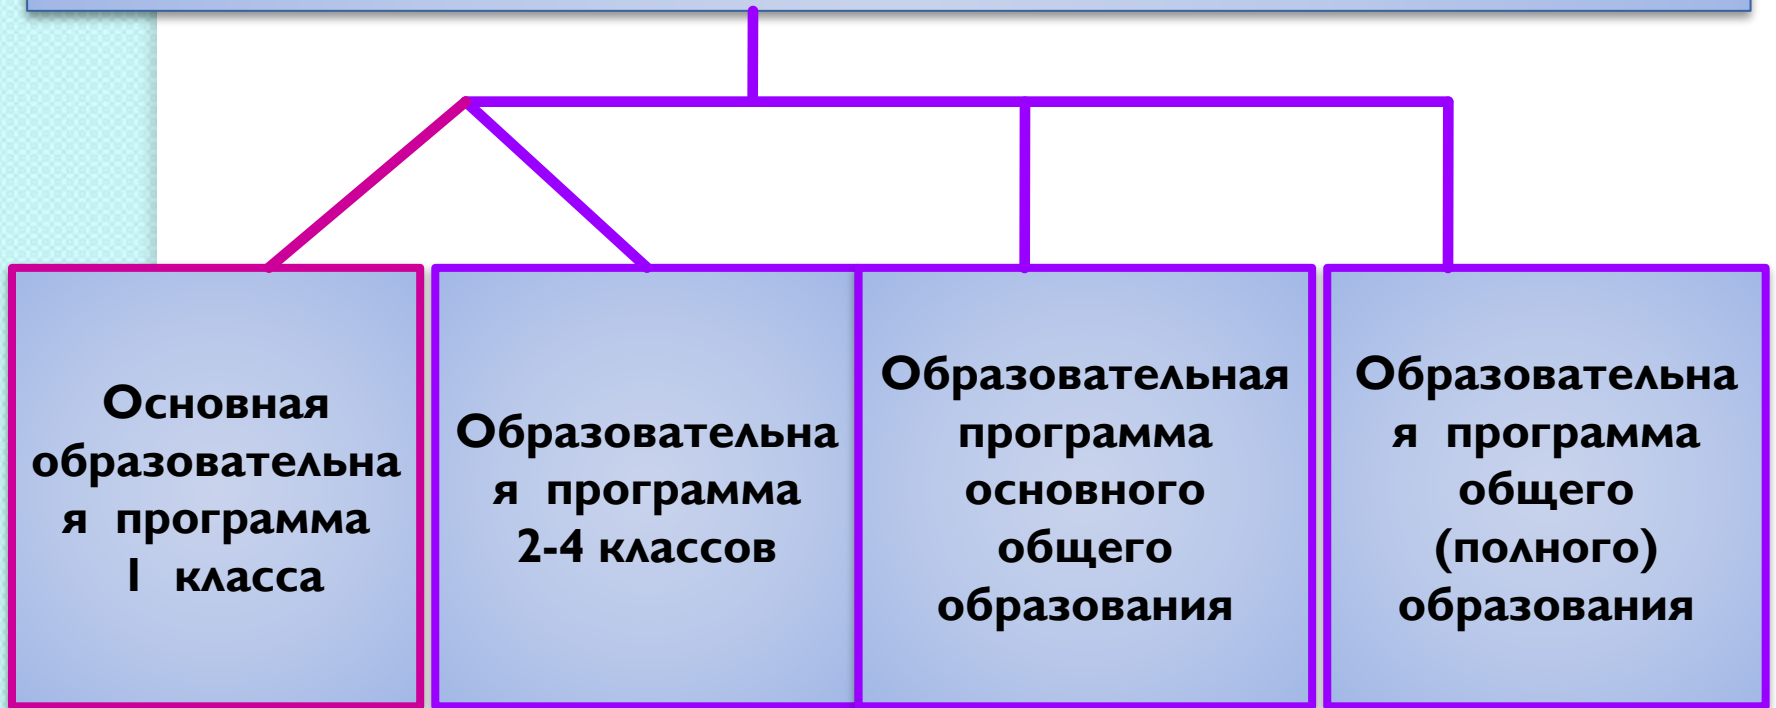 Основная
образовательна
я программа
1 класса
Образовательна
я программа
2-4 классов
Образовательная
программа
основного
общего
образования
Образовательна
я программа
общего
(полного)
образования